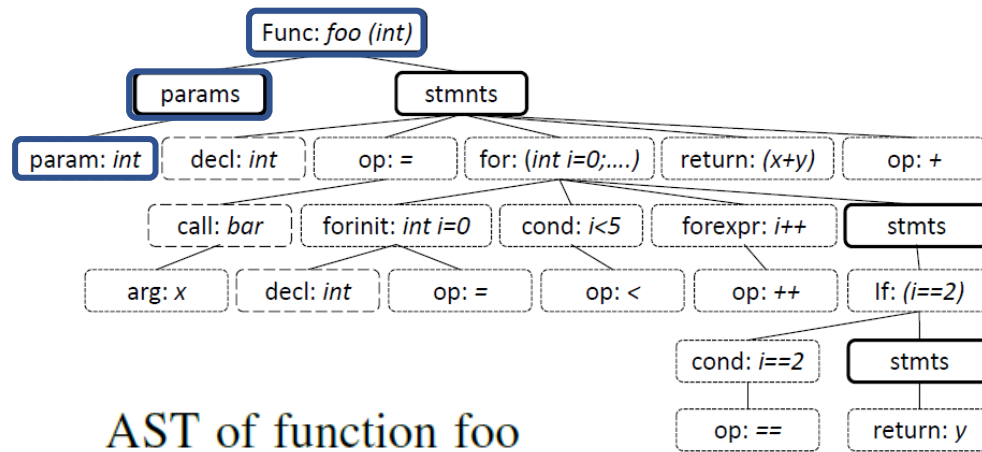 Func: foo (int)
params
stmnts
param: int
decl: int
op: =
for: (int i=0;....)
return: (x+y)
op: +
call: bar
forinit: int i=0
cond: i<5
forexpr: i++
stmts
arg: x
decl: int
op: =
op: <
op: ++
If: (i==2)
cond: i==2
stmts
op: ==
return: y
AST of function foo